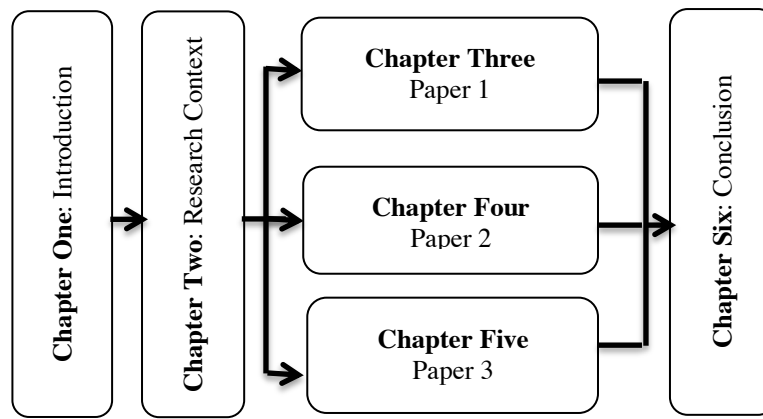 Chapter One: Introduction
Chapter Two: Research Context
Chapter Three
Paper 1
Chapter Four
Paper 2
Chapter Five
Paper 3
Chapter Six: Conclusion